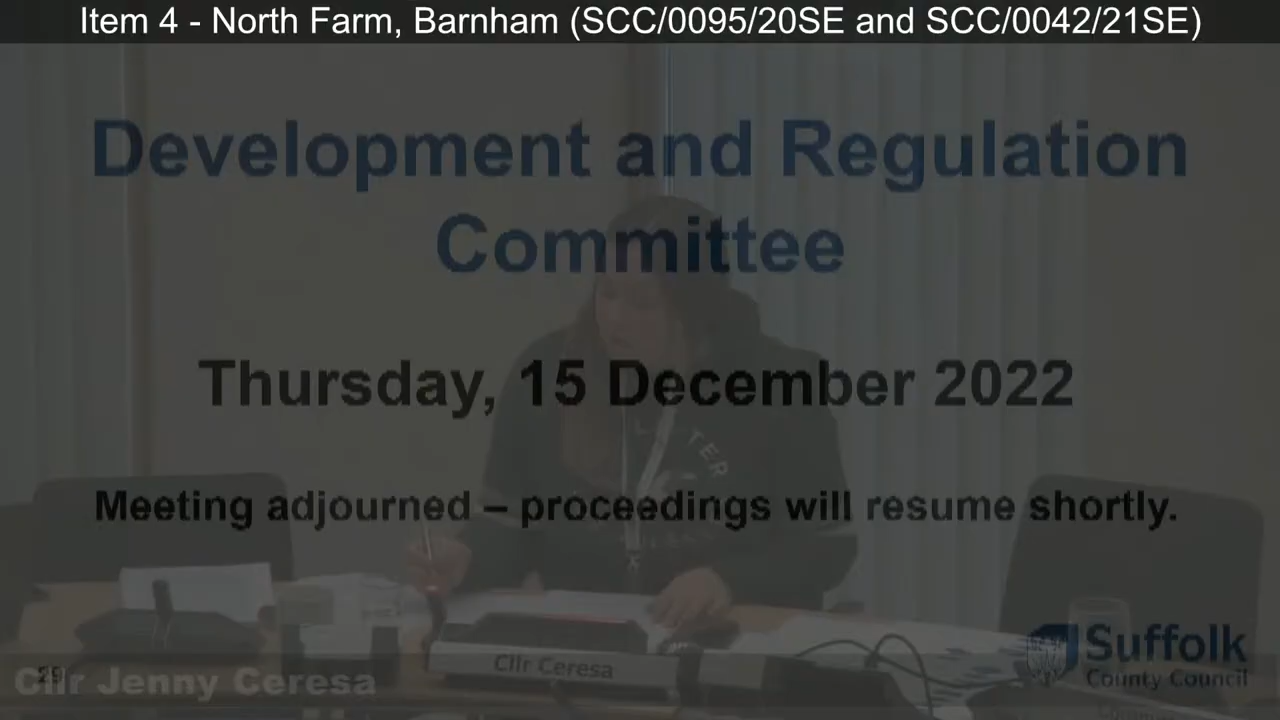 Item 4 - North Farm, Barnham (SCC/0095/20SE and SCC/0042/21SE)
Development and Regulation
Committee
Thursday, 15 December 2022
Meeting adjourned – proceedings will resume shortly.
Cllr Ceresa
Cllr Jenny Ceresa
Suffolk
County Council